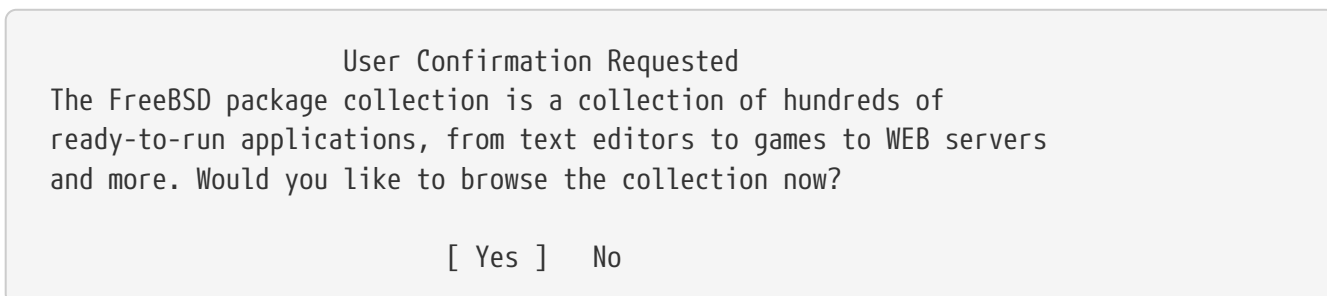 User Confirmation Requested
The FreeBSD package collection is a collection of hundreds of
ready-to-run applications, from text editors to games to WEB servers
and more. Would you like to browse the collection now?
[ Yes ]   No